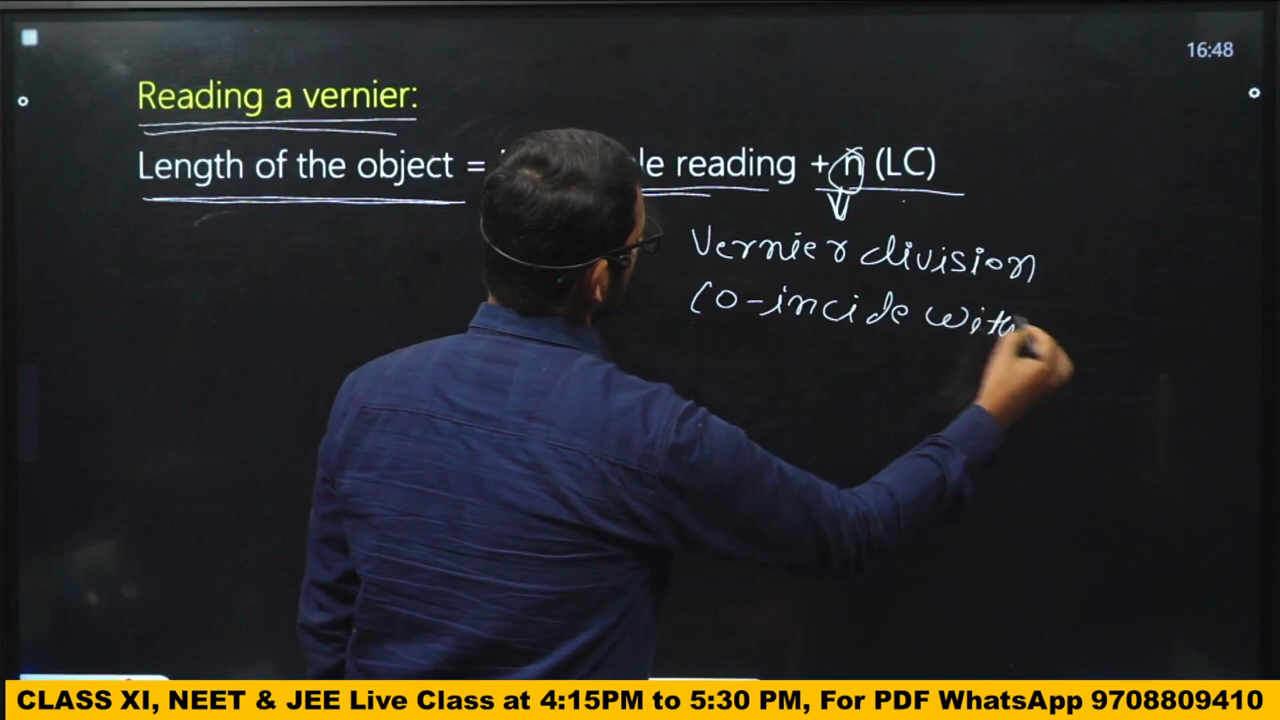 16:48
Reading a vernier:
Length of the object = le reading + n (LC)
Vernier division
Co-incide with
CLASS XI, NEET & JEE Live Class at 4:15PM to 5:30 PM, For PDF WhatsApp 9708809410